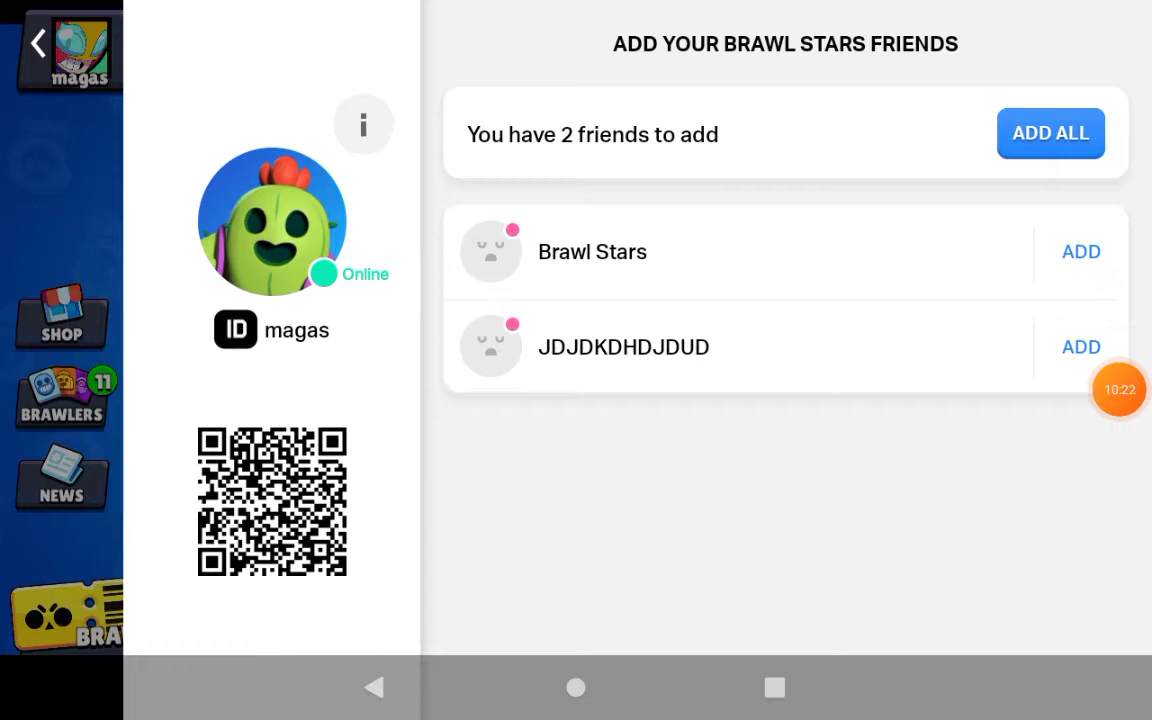 magas
SHOP
11
BRAWLERS
NEWS
BRA
i
Online
ID magas
ADD YOUR BRAWL STARS FRIENDS
You have 2 friends to add
ADD ALL
Brawl Stars
ADD
JDJDKDHDJDUD
ADD
10:22